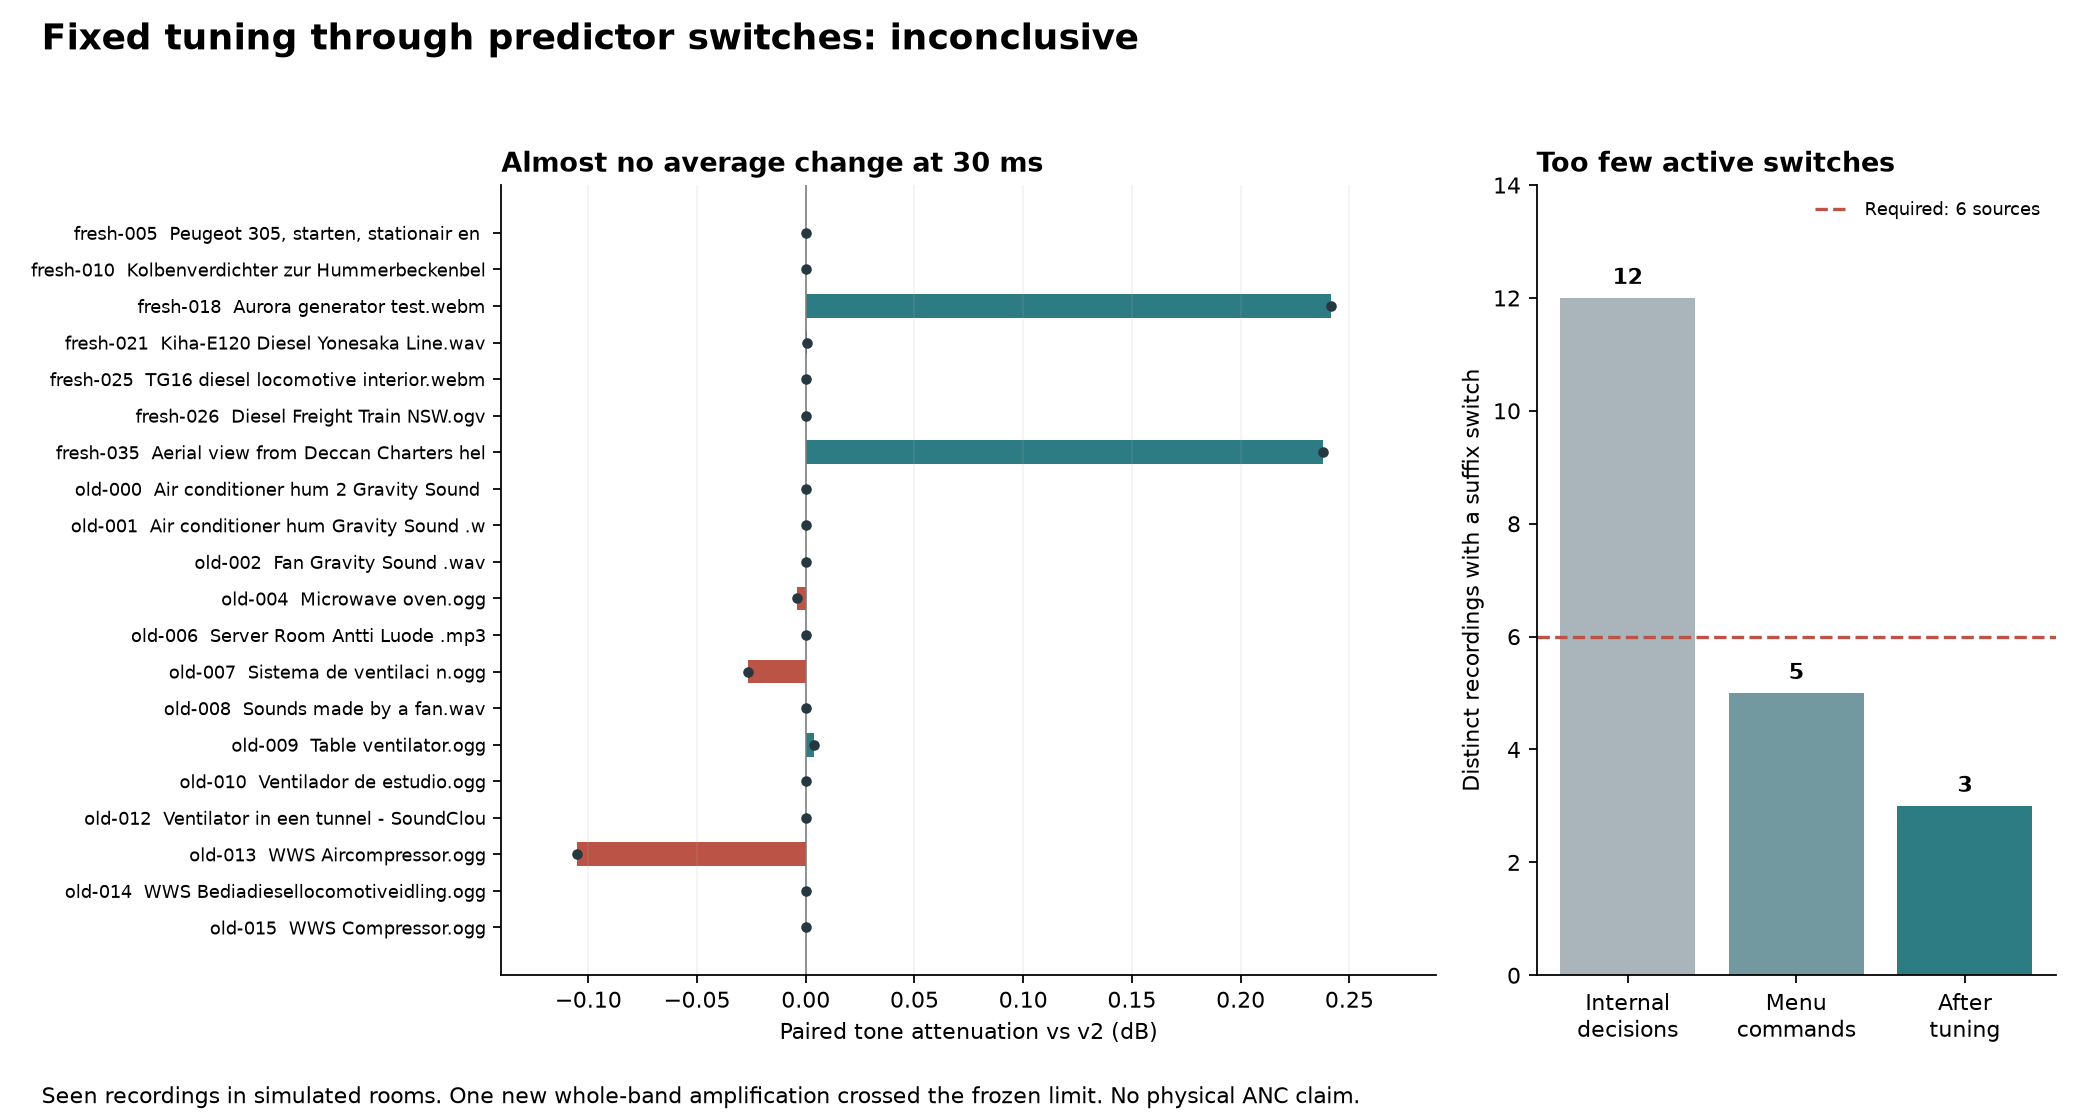 Fixed tuning through predictor switches: inconclusive
Almost no average change at 30 ms
fresh-005 Peugeot 305, starten, stationair en
fresh-010 Kolbenverdichter zur Hummerbeckenbel
fresh-018 Aurora generator test.webm
fresh-021 Kiha-E120 Diesel Yonesaka Line.wav
fresh-025 TG16 diesel locomotive interior.webm
fresh-026 Diesel Freight Train NSW.ogv
fresh-035 Aerial view from Deccan Charters hel
old-000 Air conditioner hum 2 Gravity Sound
old-001 Air conditioner hum Gravity Sound .w
old-002 Fan Gravity Sound .wav
old-004 Microwave oven.ogg
old-006 Server Room Antti Luode .mp3
old-007 Sistema de ventilaci n.ogg
old-008 Sounds made by a fan.wav
old-009 Table ventilator.ogg
old-010 Ventilador de estudio.ogg
old-012 Ventilator in een tunnel - SoundClou
old-013 WWS Aircompressor.ogg
old-014 WWS Bediadiesellocomotiveidling.ogg
old-015 WWS Compressor.ogg
−0.10 −0.05 0.00 0.05 0.10 0.15 0.20 0.25
Paired tone attenuation vs v2 (dB)
Too few active switches
Required: 6 sources
Distinct recordings with a suffix switch
14
12
10
8
6
4
2
0
12
5
3
Internal
decisions
Menu
commands
After
tuning
Seen recordings in simulated rooms. One new whole-band amplification crossed the frozen limit. No physical ANC claim.